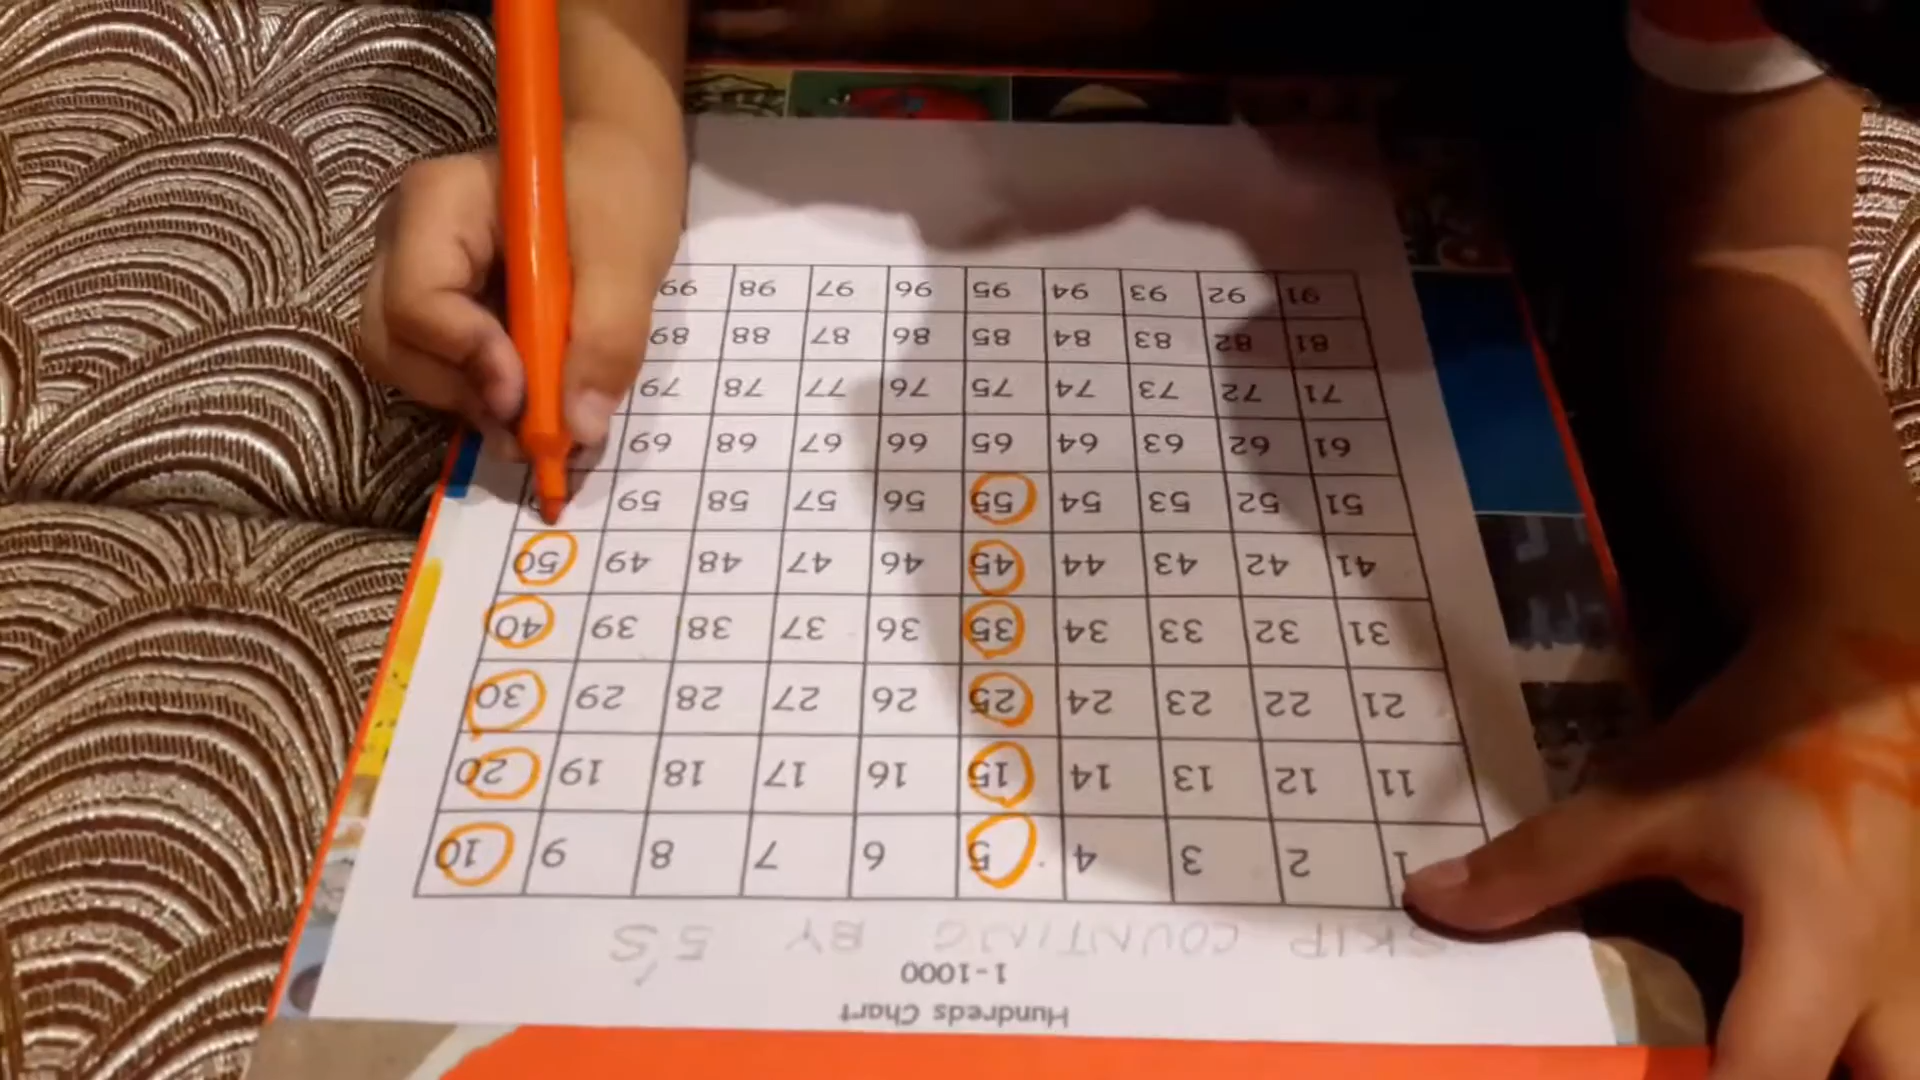 Hundreds Chart
1-1000
SKIP COUNTING BY 5'S
1 2 3 4 5 6 7 8 9 10
11 12 13 14 15 16 17 18 19 20
21 22 23 24 25 26 27 28 29 30
31 32 33 34 35 36 37 38 39 40
41 42 43 44 45 46 47 48 49 50
51 52 53 54 55 56 57 58 59
61 62 63 64 65 66 67 68 69
71 72 73 74 75 76 77 78 79
81 82 83 84 85 86 87 88 89
91 92 93 94 95 96 97 98 99